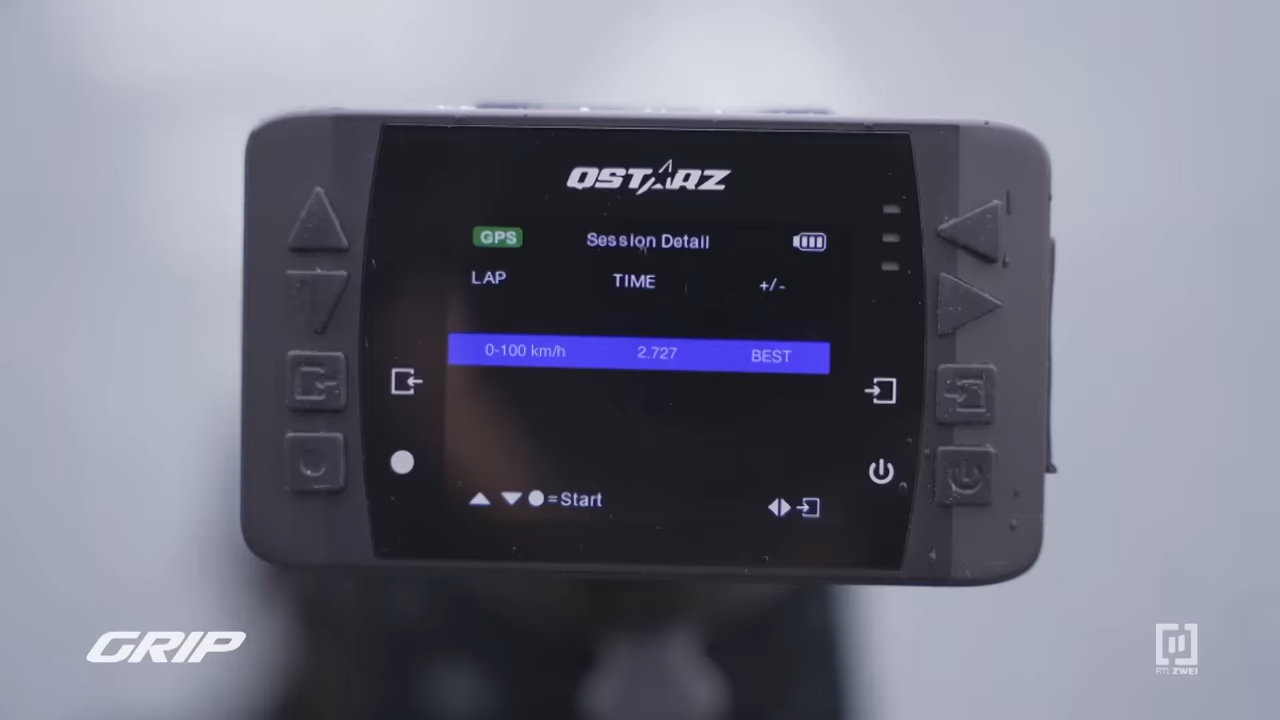 QSTARZ
GPS Session Detail
LAP TIME +/-
0-100 km/h 2.727 BEST
=Start
GRIP
RTL ZWEI